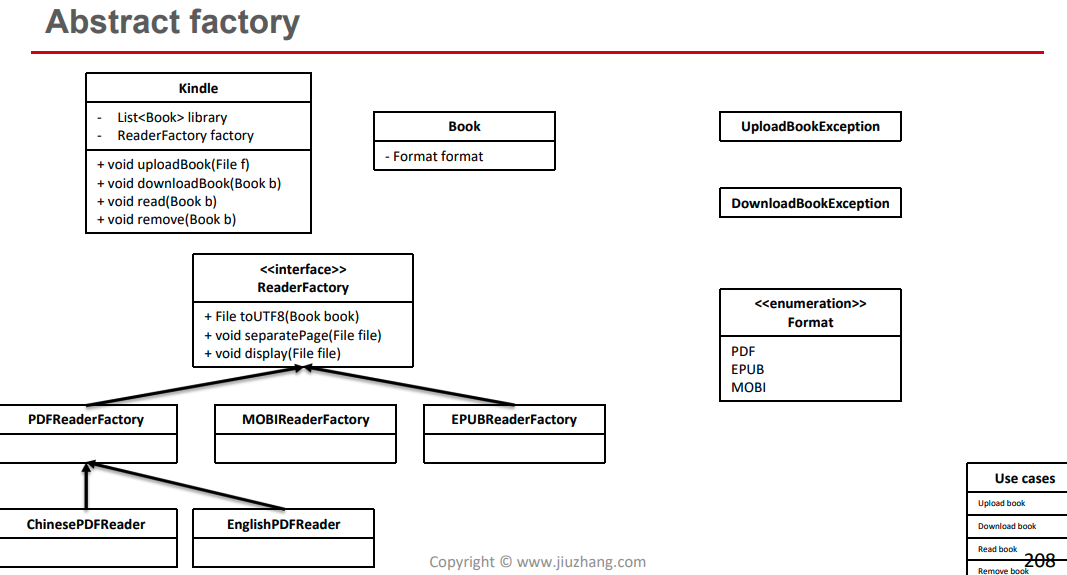 Abstract factory
Kindle
- List<Book> library
- ReaderFactory factory
+ void uploadBook(File f)
+ void downloadBook(Book b)
+ void read(Book b)
+ void remove(Book b)
Book
- Format format
UploadBookException
DownloadBookException
<<interface>>
ReaderFactory
+ File toUTF8(Book book)
+ void separatePage(File file)
+ void display(File file)
<<enumeration>>
Format
PDF
EPUB
MOBI
PDFReaderFactory
MOBIReaderFactory
EPUBReaderFactory
ChinesePDFReader
EnglishPDFReader
Use cases
Upload book
Download book
Read book
Remove book
Copyright © www.jiuzhang.com
208